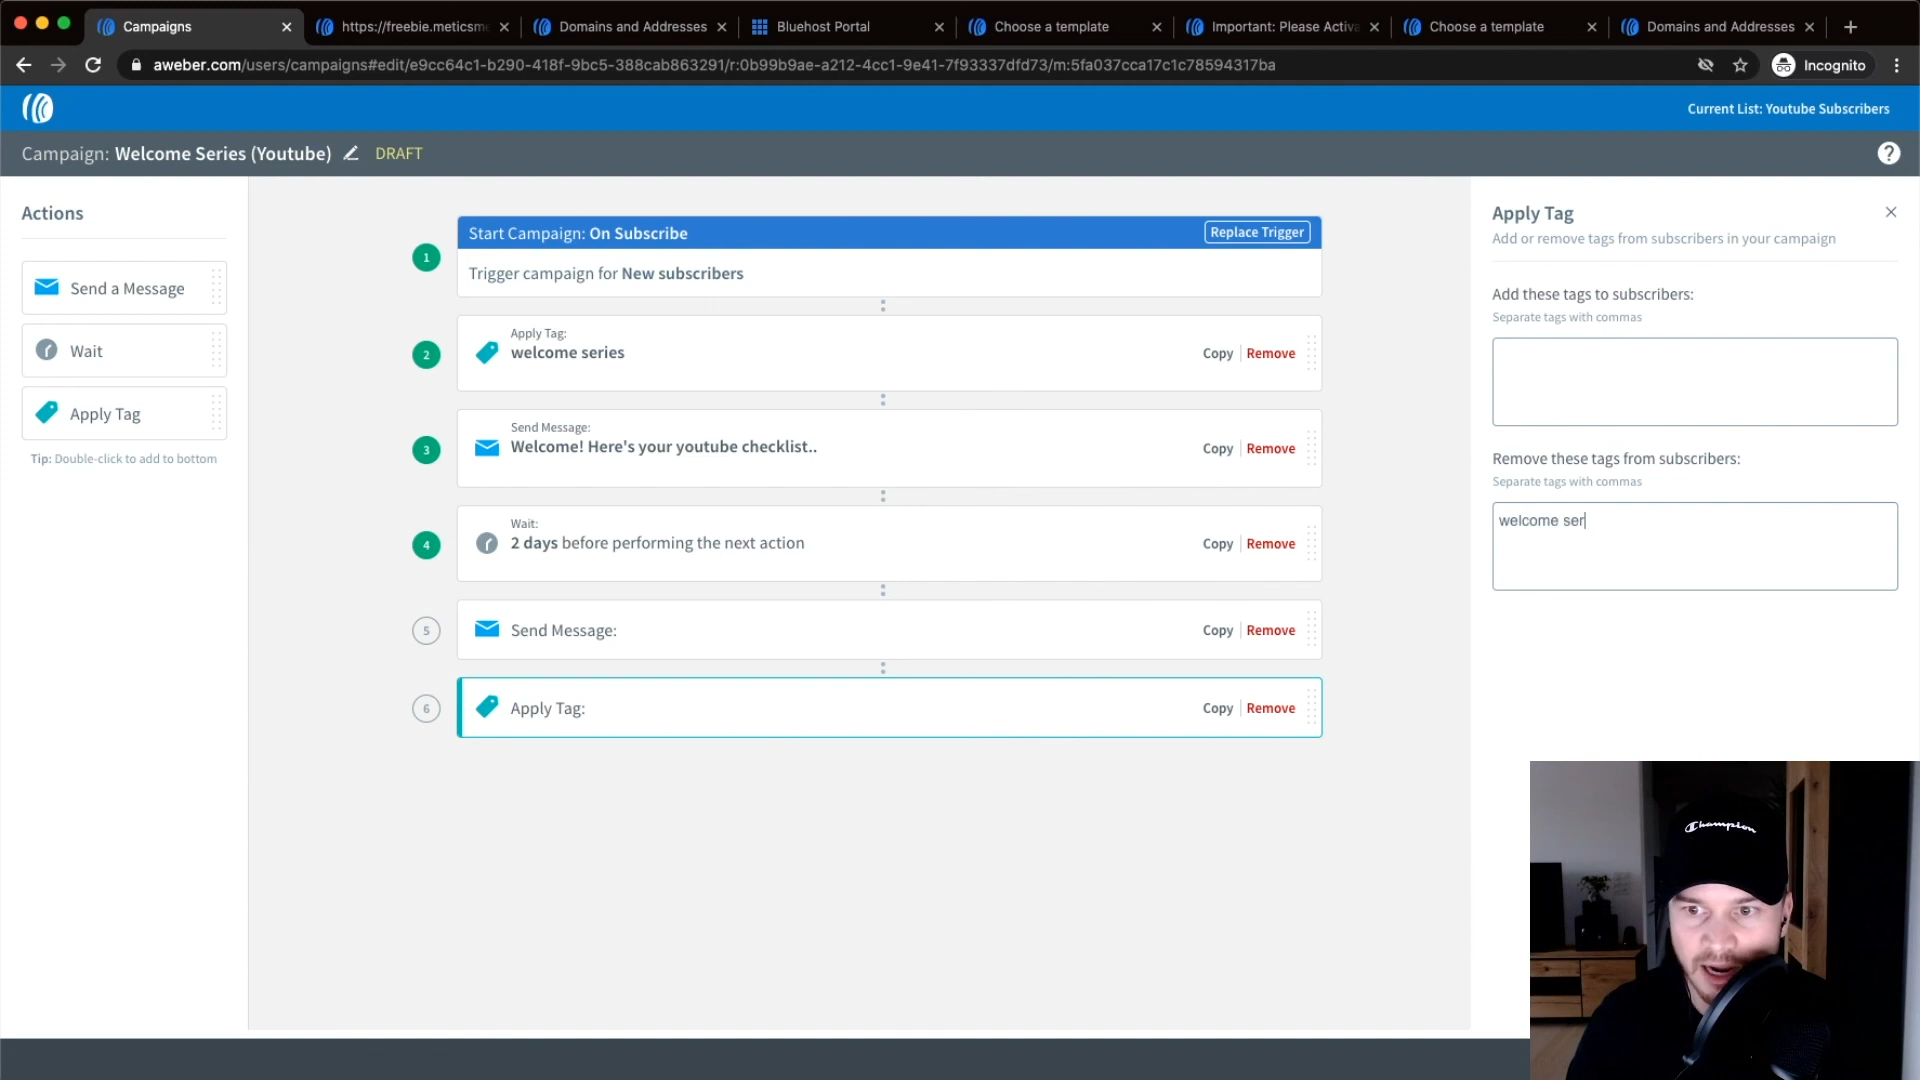 Campaigns
https://freebie.meticsme
Domains and Addresses
Bluehost Portal
Choose a template
Important: Please Activa
Choose a template
Domains and Addresses
aweber.com/users/campaigns#edit/e9cc64c1-b290-418f-9bc5-388cab863291/r:0b99b9ae-a212-4cc1-9e41-7f93337dfd73/m:5fa037cca17c1c78594317ba
Incognito
Current List: Youtube Subscribers
Campaign: Welcome Series (Youtube) DRAFT
?
Actions
Send a Message
Wait
Apply Tag
Tip: Double-click to add to bottom
1
Start Campaign: On Subscribe
Replace Trigger
Trigger campaign for New subscribers
2
Apply Tag:
welcome series
Copy Remove
3
Send Message:
Welcome! Here's your youtube checklist..
Copy Remove
4
Wait:
2 days before performing the next action
Copy Remove
5
Send Message:
Copy Remove
6
Apply Tag:
Copy Remove
Apply Tag
Add or remove tags from subscribers in your campaign
Add these tags to subscribers:
Separate tags with commas
Remove these tags from subscribers:
Separate tags with commas
welcome ser
Champion